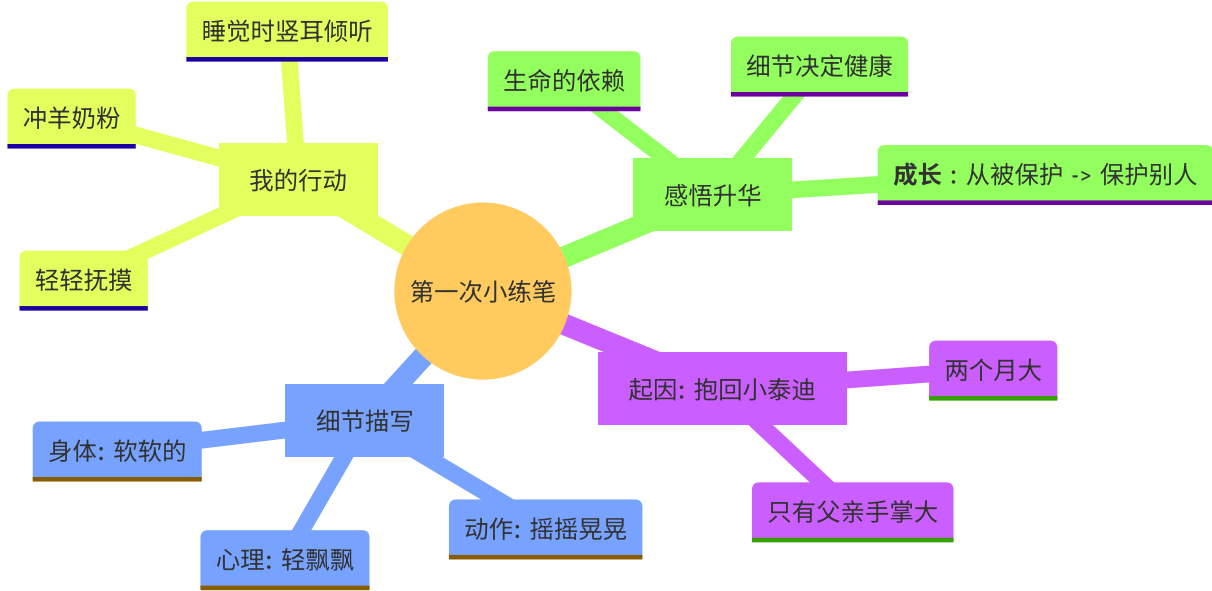 第一次小练笔
起因: 抱回小泰迪
两个月大
只有父亲手掌大
细节描写
身体: 软软的
心理: 轻飘飘
动作: 摇摇晃晃
我的行动
睡觉时竖耳倾听
冲羊奶粉
轻轻抚摸
感悟升华
生命的依赖
细节决定健康
成长：从被保护 -> 保护别人